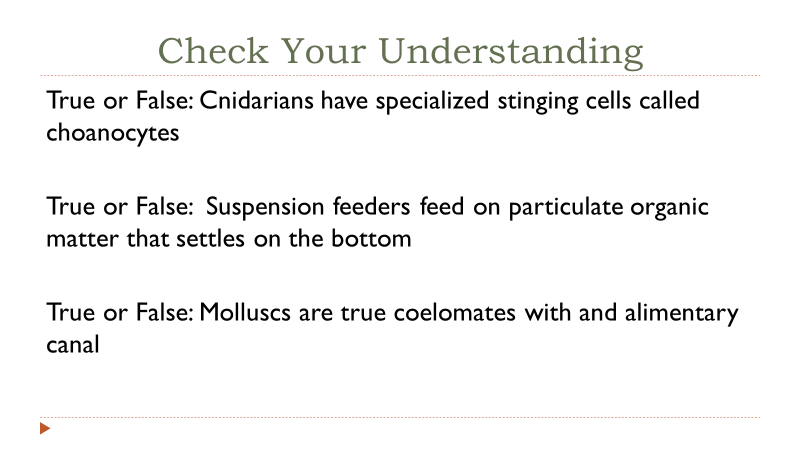 Check Your Understanding
True or False: Cnidarians have specialized stinging cells called
choanocytes
True or False:  Suspension feeders feed on particulate organic
matter that settles on the bottom
True or False: Molluscs are true coelomates with and alimentary
canal